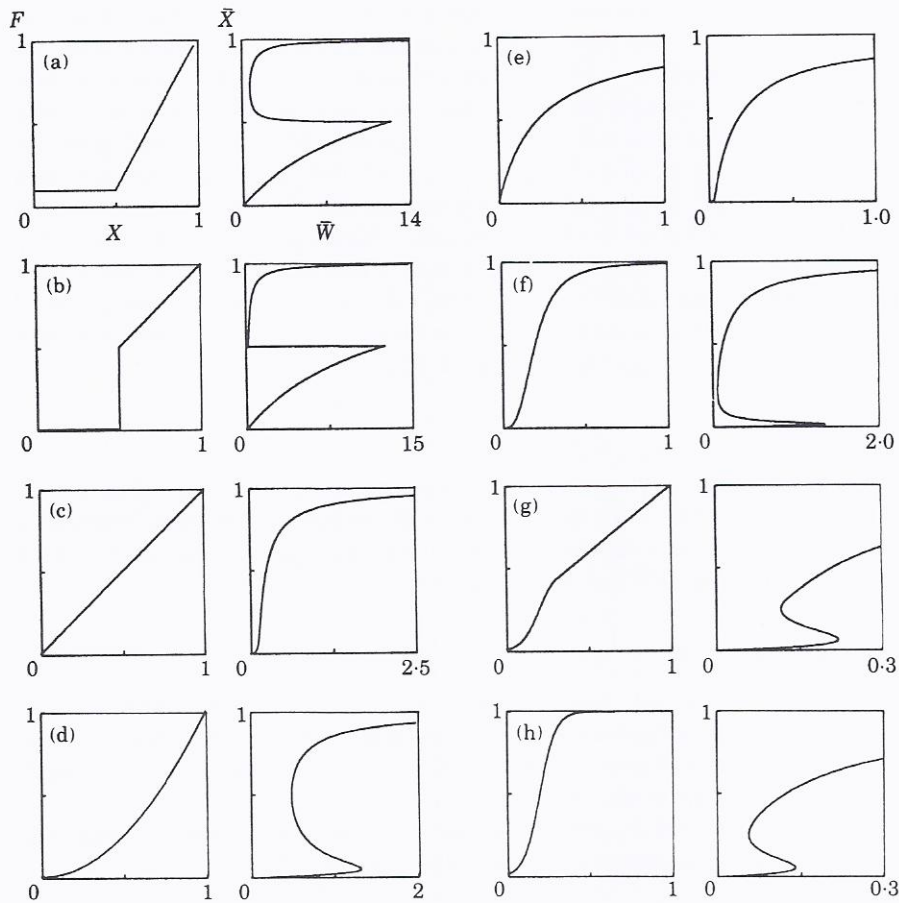 F X̄
1 (a) 1 1 (e) 1
0 X 1 0 W̄ 14 0 1 0 1·0
1 (b) 1 1 (f) 1
0 1 0 15 0 1 0 2·0
1 (c) 1 1 (g) 1
0 1 0 2·5 0 1 0 0·3
1 (d) 1 1 (h) 1
0 1 0 2 0 1 0 0·3